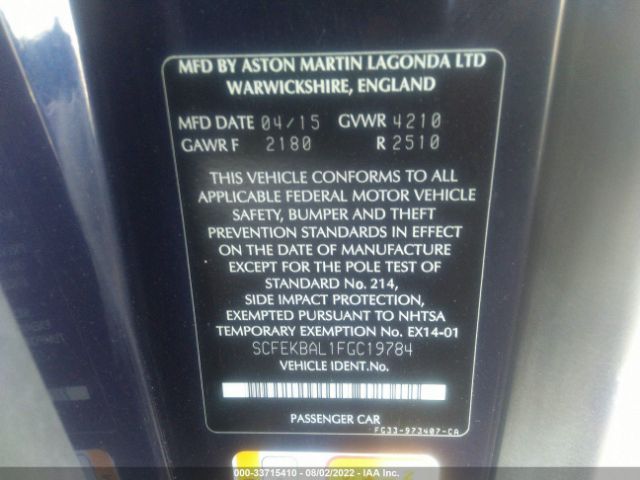 MFD BY ASTON MARTIN LAGONDA LTD
WARWICKSHIRE, ENGLAND
MFD DATE 04/15 GVWR 4210
GAWR F 2180 R 2510
THIS VEHICLE CONFORMS TO ALL
APPLICABLE FEDERAL MOTOR VEHICLE
SAFETY, BUMPER AND THEFT
PREVENTION STANDARDS IN EFFECT
ON THE DATE OF MANUFACTURE
EXCEPT FOR THE POLE TEST OF
STANDARD No. 214,
SIDE IMPACT PROTECTION,
EXEMPTED PURSUANT TO NHTSA
TEMPORARY EXEMPTION No. EX14-01
SCFEKBAL1FGC19784
VEHICLE IDENT.No.
PASSENGER CAR
FG33-973407-CA
000-33715410 - 08/02/2022 - IAA Inc.